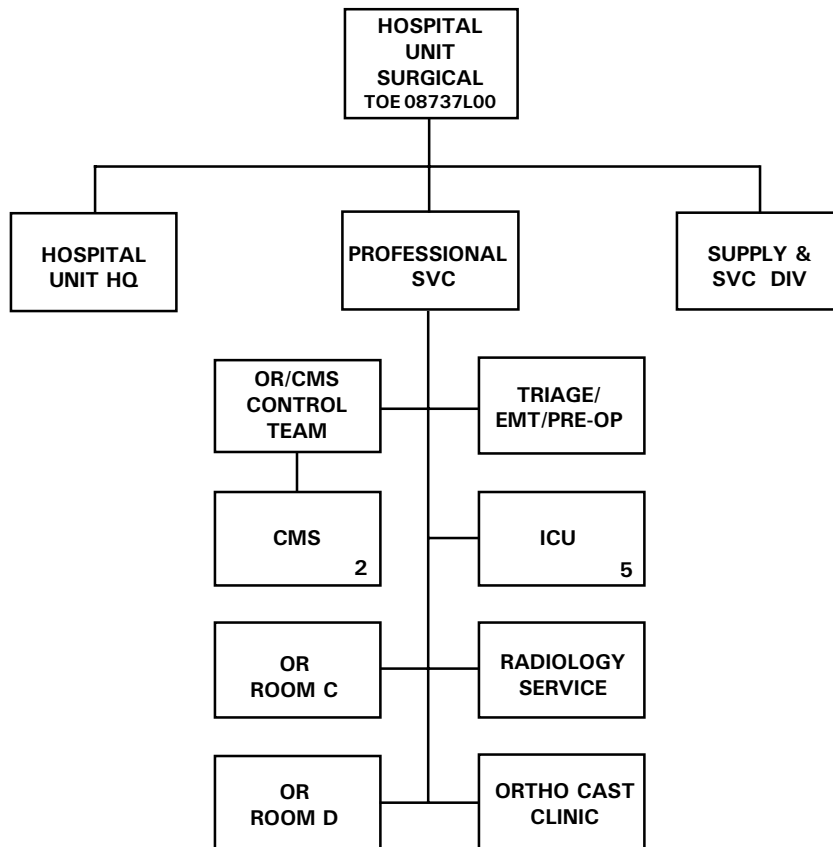 HOSPITAL
UNIT
SURGICAL
TOE 08737L00
HOSPITAL
UNIT HQ
PROFESSIONAL
SVC
SUPPLY &
SVC DIV
OR/CMS
CONTROL
TEAM
TRIAGE/
EMT/PRE-OP
CMS
2
ICU
5
OR
ROOM C
RADIOLOGY
SERVICE
OR
ROOM D
ORTHO CAST
CLINIC